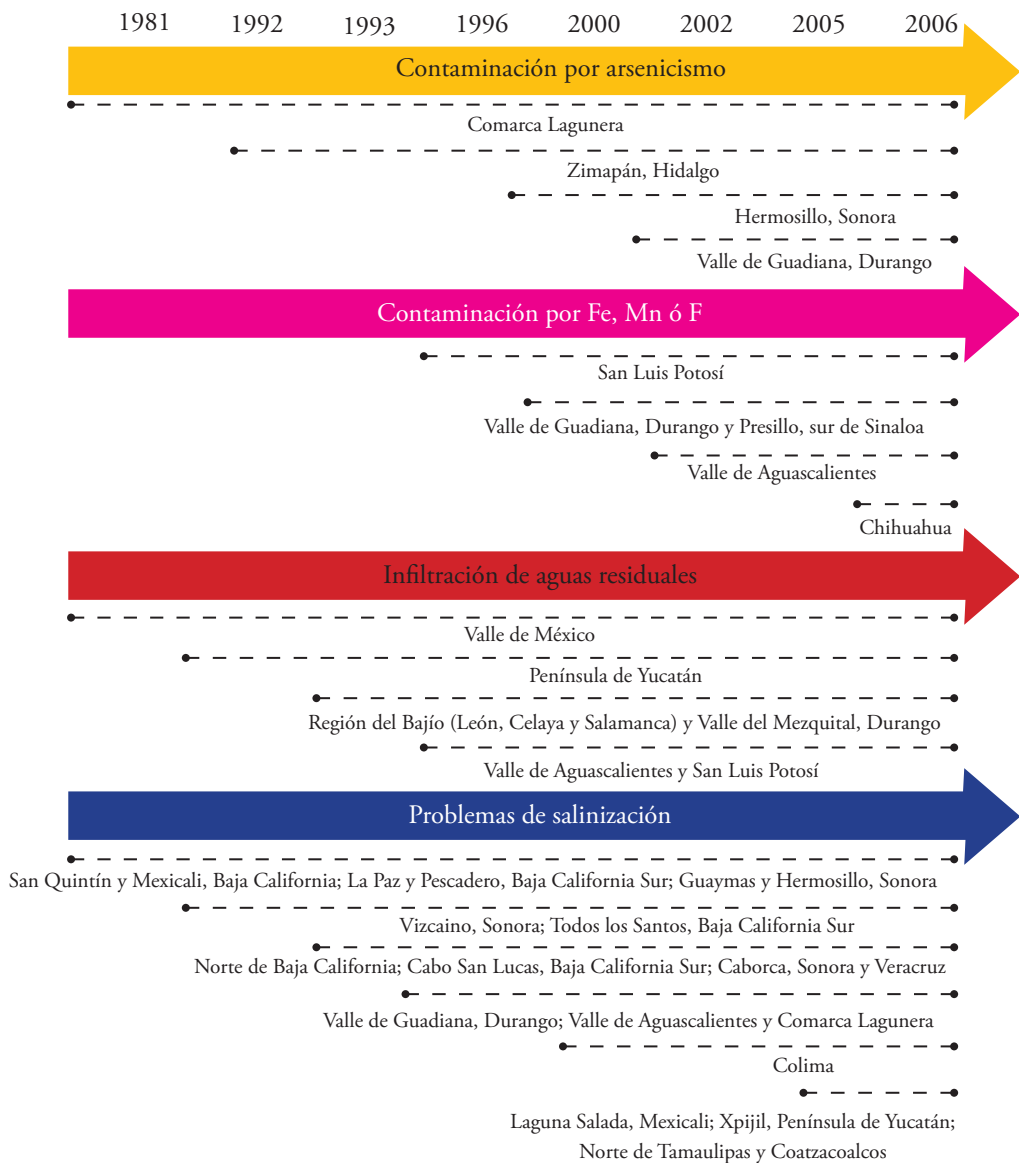 1981 1992 1993 1996 2000 2002 2005 2006
Contaminación por arsenicismo
Comarca Lagunera
Zimapán, Hidalgo
Hermosillo, Sonora
Valle de Guadiana, Durango
Contaminación por Fe, Mn ó F
San Luis Potosí
Valle de Guadiana, Durango y Presillo, sur de Sinaloa
Valle de Aguascalientes
Chihuahua
Infiltración de aguas residuales
Valle de México
Península de Yucatán
Región del Bajío (León, Celaya y Salamanca) y Valle del Mezquital, Durango
Valle de Aguascalientes y San Luis Potosí
Problemas de salinización
San Quintín y Mexicali, Baja California; La Paz y Pescadero, Baja California Sur; Guaymas y Hermosillo, Sonora
Vizcaino, Sonora; Todos los Santos, Baja California Sur
Norte de Baja California; Cabo San Lucas, Baja California Sur; Caborca, Sonora y Veracruz
Valle de Guadiana, Durango; Valle de Aguascalientes y Comarca Lagunera
Colima
Laguna Salada, Mexicali; Xpijil, Península de Yucatán;
Norte de Tamaulipas y Coatzacoalcos